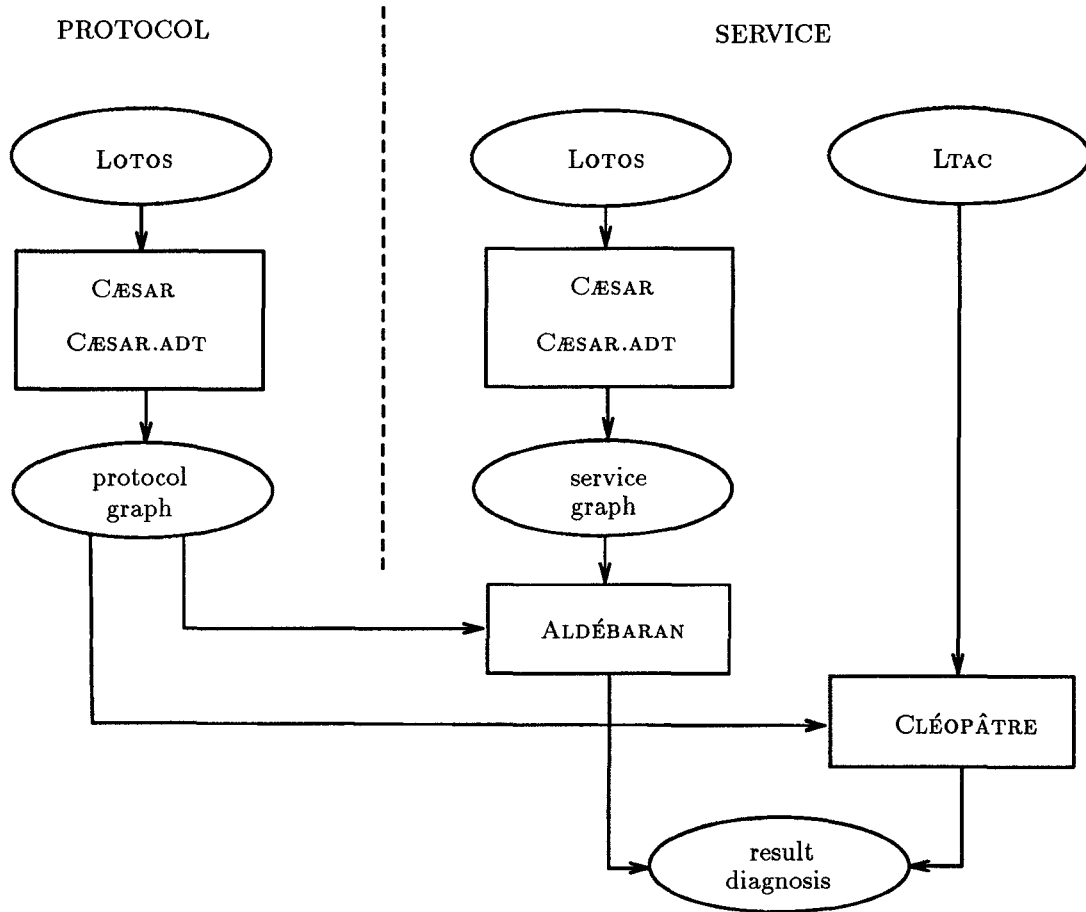 PROTOCOL
SERVICE
LOTOS
LOTOS
LTAC
CÆSAR
CÆSAR.ADT
CÆSAR
CÆSAR.ADT
protocol
graph
service
graph
ALDÉBARAN
CLÉOPÂTRE
result
diagnosis